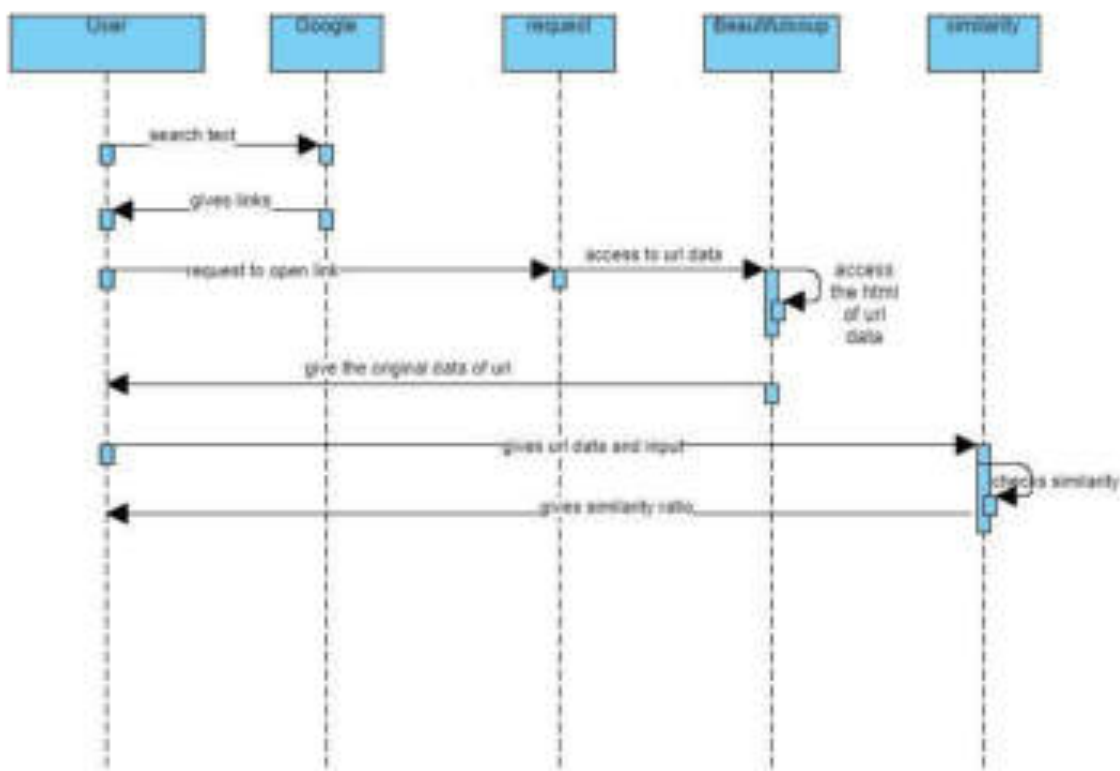 User
Google
request
Beautifulsoup
similarity
search text
gives links
request to open link
access to url data
access
the html
of url
data
give the original data of url
gives url data and input
checks similarity
gives similarity ratio